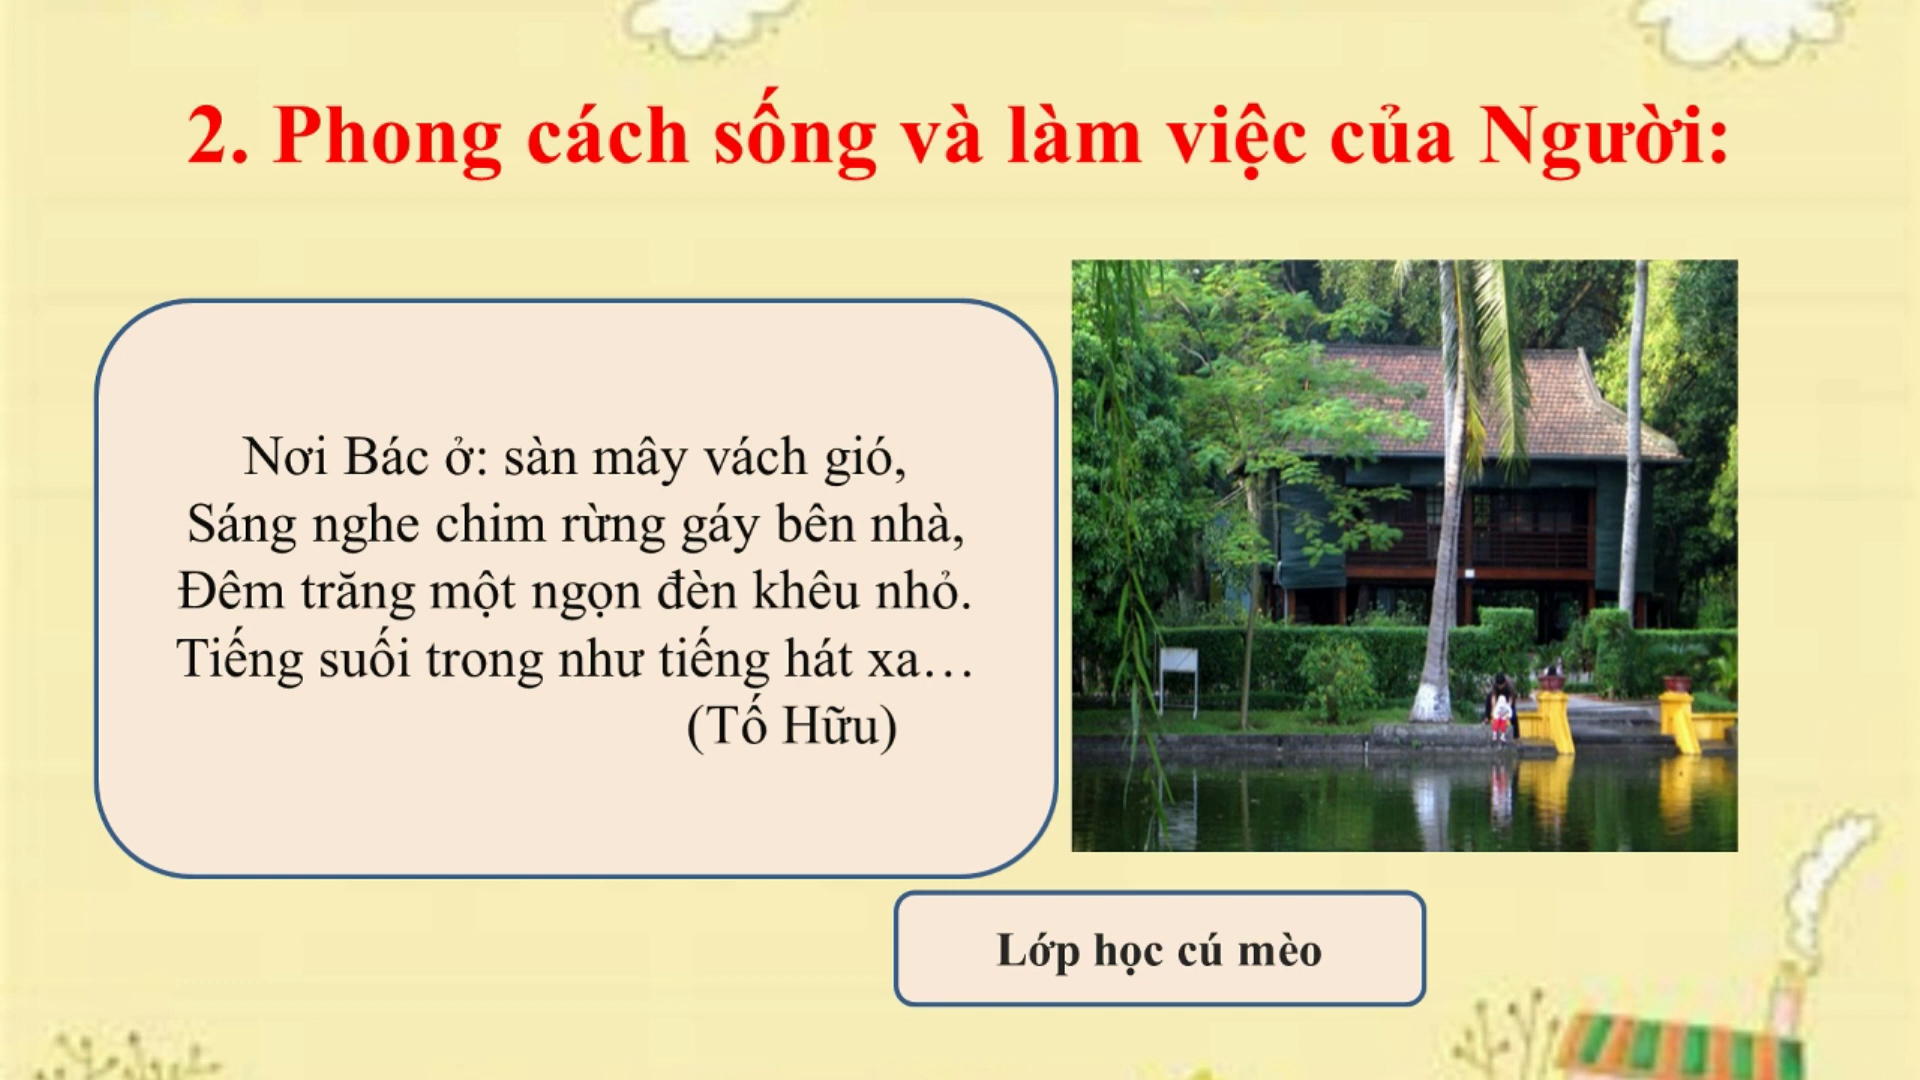 2. Phong cách sống và làm việc của Người:
Nơi Bác ở: sàn mây vách gió,
Sáng nghe chim rừng gáy bên nhà,
Đêm trăng một ngọn đèn khêu nhỏ.
Tiếng suối trong như tiếng hát xa…
(Tố Hữu)
Lớp học cú mèo